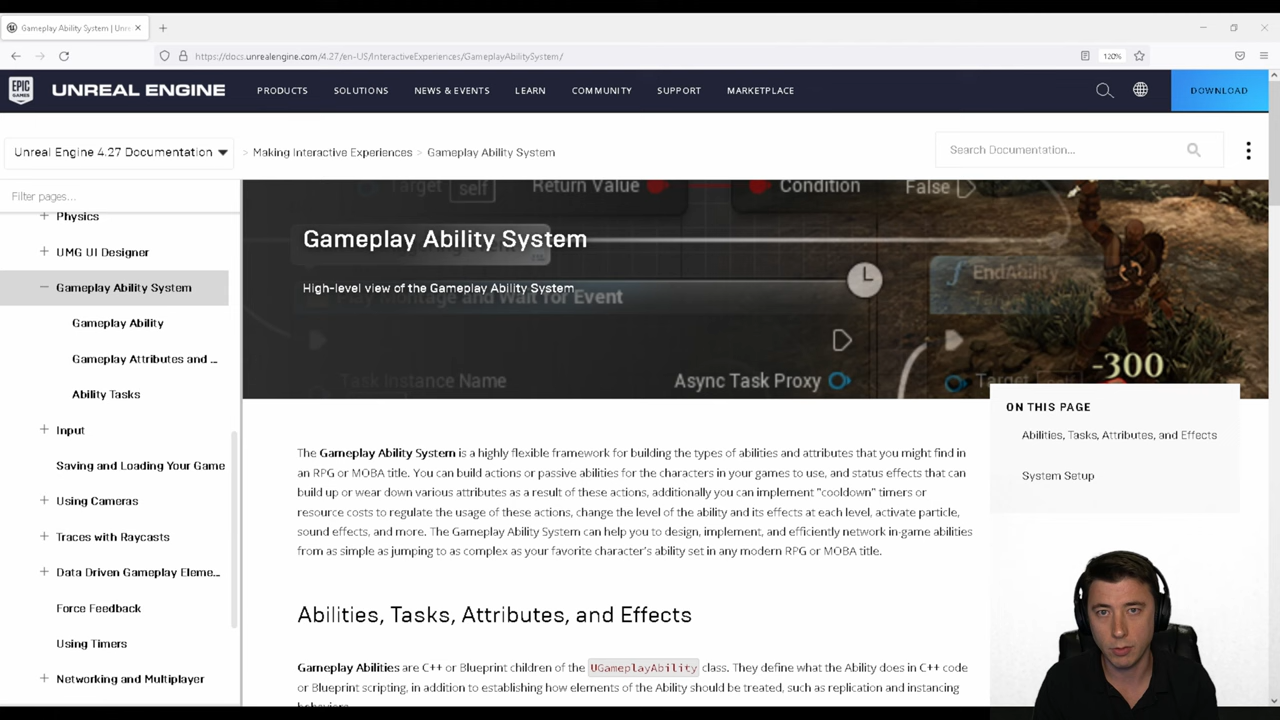 Gameplay Ability System | Unre
https://docs.unrealengine.com/4.27/en-US/InteractiveExperiences/GameplayAbilitySystem/
120%
EPIC GAMES
UNREAL ENGINE
PRODUCTS
SOLUTIONS
NEWS & EVENTS
LEARN
COMMUNITY
SUPPORT
MARKETPLACE
DOWNLOAD
Unreal Engine 4.27 Documentation
> Making Interactive Experiences > Gameplay Ability System
Search Documentation...
Filter pages...
Physics
UMG UI Designer
Gameplay Ability System
Gameplay Ability
Gameplay Attributes and ...
Ability Tasks
Input
Saving and Loading Your Game
Using Cameras
Traces with Raycasts
Data Driven Gameplay Eleme...
Force Feedback
Using Timers
Networking and Multiplayer
Target self
Return Value
Condition
False
Gameplay Ability System
EndAbility
High-level view of the Gameplay Ability System
Play Montage and Wait for Event
Task Instance Name
Async Task Proxy
Target
-300
ON THIS PAGE
Abilities, Tasks, Attributes, and Effects
System Setup
The Gameplay Ability System is a highly flexible framework for building the types of abilities and attributes that you might find in
an RPG or MOBA title. You can build actions or passive abilities for the characters in your games to use, and status effects that can
build up or wear down various attributes as a result of these actions, additionally you can implement "cooldown" timers or
resource costs to regulate the usage of these actions, change the level of the ability and its effects at each level, activate particle,
sound effects, and more. The Gameplay Ability System can help you to design, implement, and efficiently network in-game abilities
from as simple as jumping to as complex as your favorite character's ability set in any modern RPG or MOBA title.
Abilities, Tasks, Attributes, and Effects
Gameplay Abilities are C++ or Blueprint children of the UGameplayAbility class. They define what the Ability does in C++ code
or Blueprint scripting, in addition to establishing how elements of the Ability should be treated, such as replication and instancing